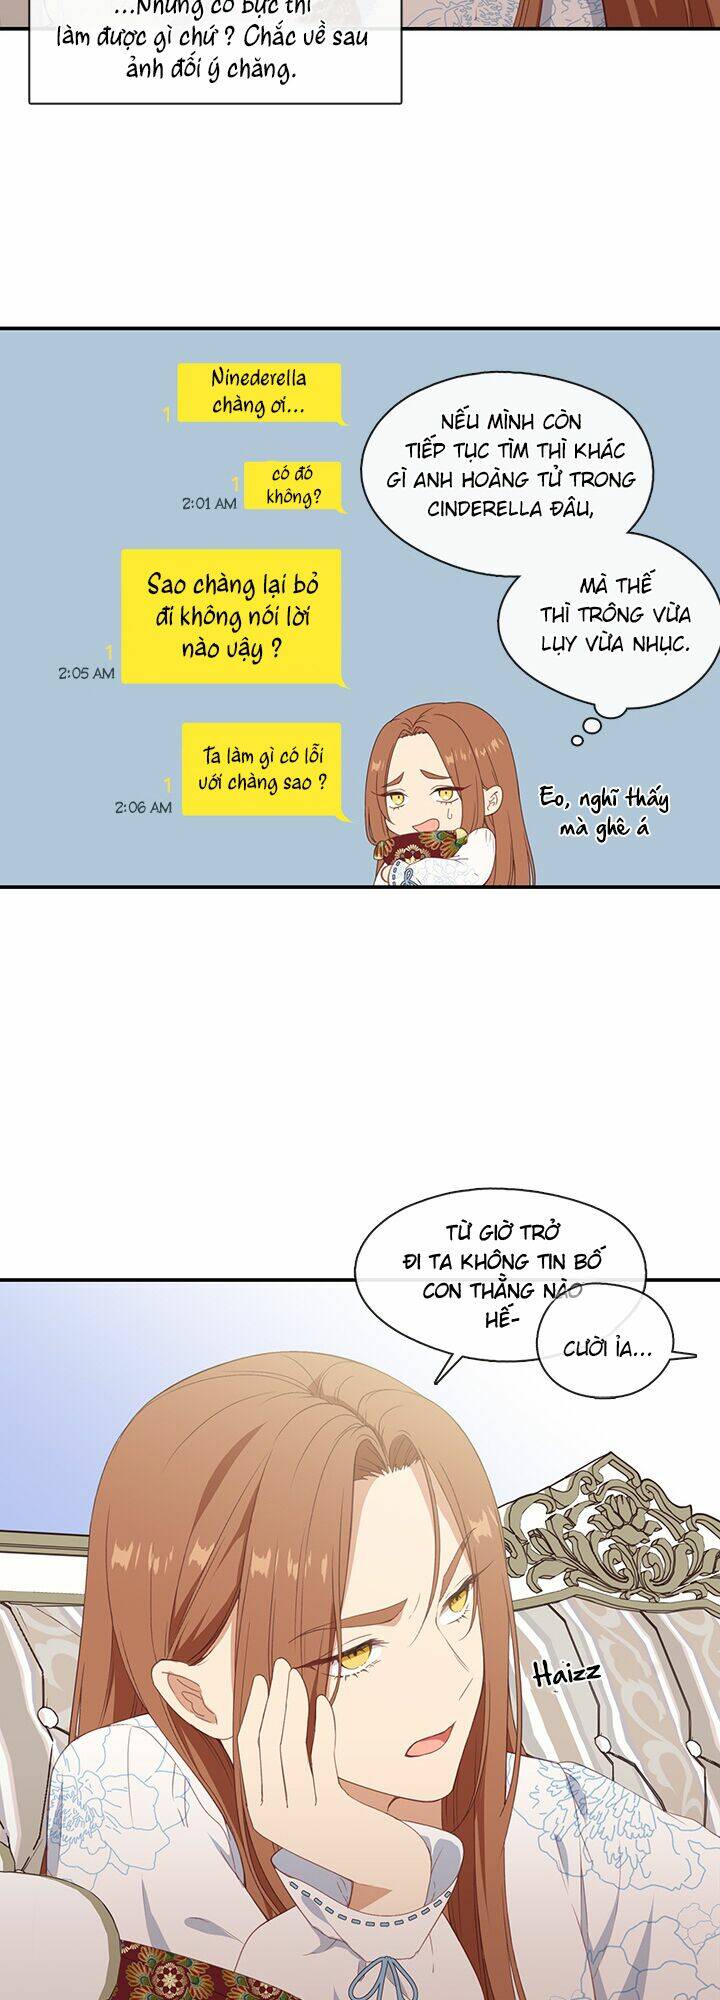 ...Nhưng có bực thì
làm được gì chứ ? Chắc về sau
ảnh đổi ý chăng.
Ninederella
chàng ơi...
1
có đó
không?
1
2:01 AM
NẾU MÌNH CÒN
TIẾP TỤC TÌM THÌ KHÁC
GÌ ANH HOÀNG TỬ TRONG
CINDERELLA ĐÂU,
MÀ THẾ
THÌ TRÔNG VỪA
LỤY VỪA NHỤC.
Sao chàng lại bỏ
đi không nói lời
nào vậy ?
1
2:05 AM
Ta làm gì có lỗi
với chàng sao ?
1
2:06 AM
Eo, nghĩ thấy
mà ghê á
TỪ GIỜ TRỞ
ĐI TA KHÔNG TIN BỐ
CON THẰNG NÀO
HẾ-
CƯỜI ỈA...
Haizz